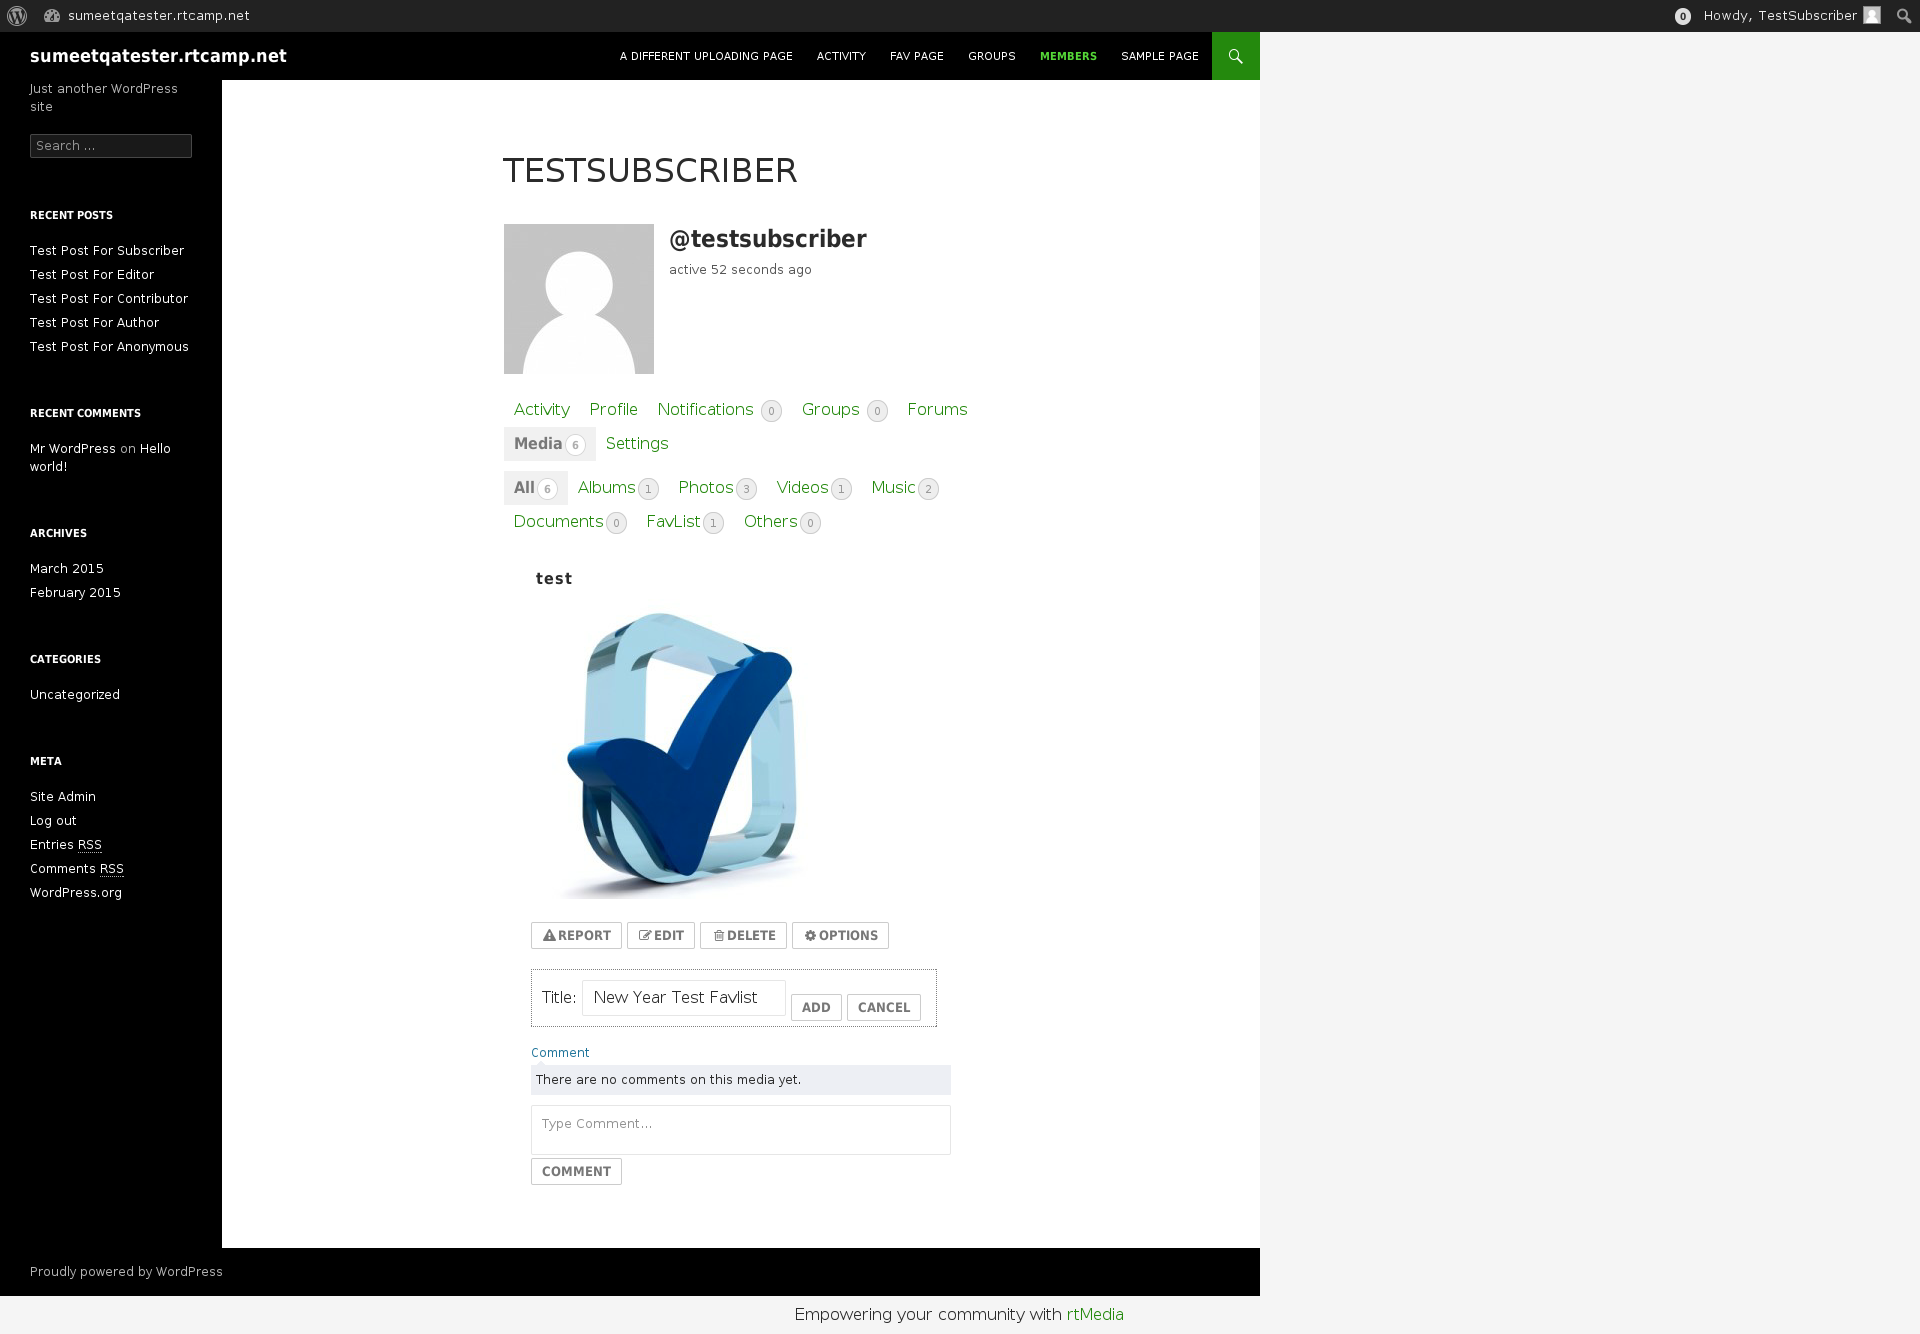 sumeetqatester.rtcamp.net
0 Howdy, TestSubscriber
sumeetqatester.rtcamp.net
A DIFFERENT UPLOADING PAGE ACTIVITY FAV PAGE GROUPS MEMBERS SAMPLE PAGE
Just another WordPress
site
Search ...
RECENT POSTS
Test Post For Subscriber
Test Post For Editor
Test Post For Contributor
Test Post For Author
Test Post For Anonymous
RECENT COMMENTS
Mr WordPress on Hello
world!
ARCHIVES
March 2015
February 2015
CATEGORIES
Uncategorized
META
Site Admin
Log out
Entries RSS
Comments RSS
WordPress.org
TESTSUBSCRIBER
@testsubscriber
active 52 seconds ago
Activity Profile Notifications 0 Groups 0 Forums
Media 6 Settings
All 6 Albums 1 Photos 3 Videos 1 Music 2
Documents 0 FavList 1 Others 0
test
REPORT EDIT DELETE OPTIONS
Title: New Year Test Favlist ADD CANCEL
Comment
There are no comments on this media yet.
Type Comment...
COMMENT
Proudly powered by WordPress
Empowering your community with rtMedia